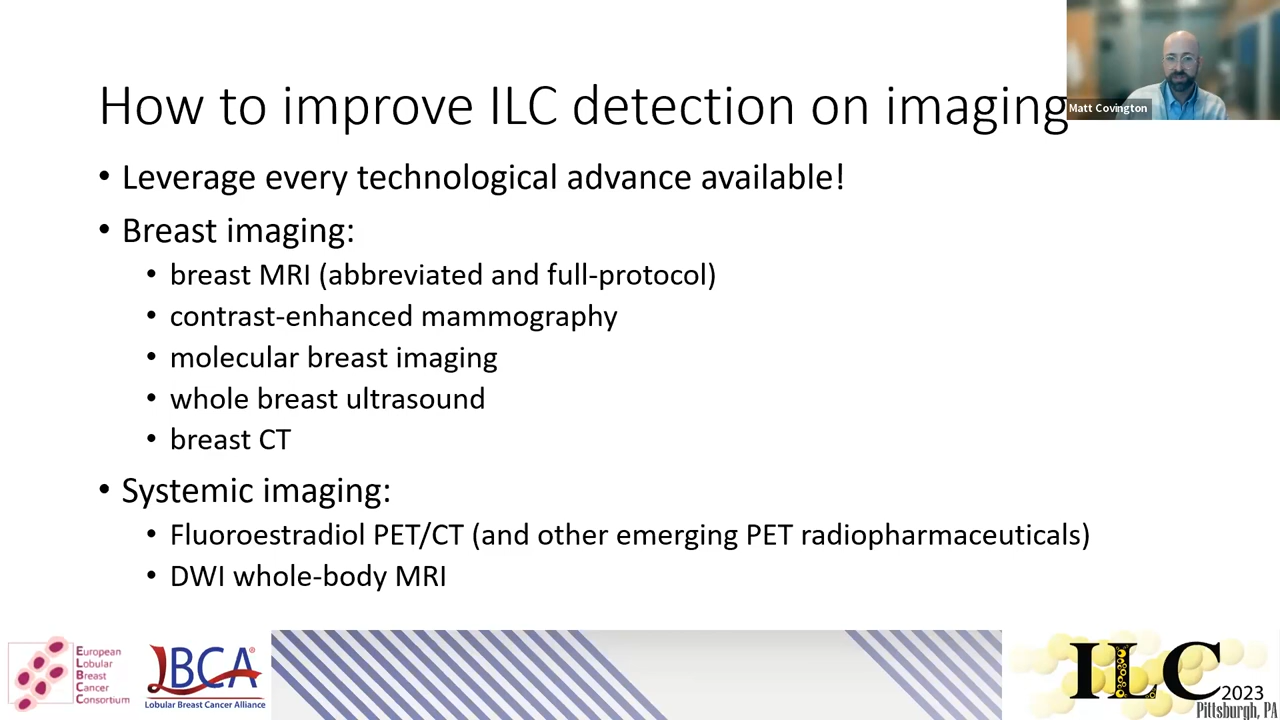 How to improve ILC detection on imaging
Matt Covington
• Leverage every technological advance available!
• Breast imaging:
• breast MRI (abbreviated and full-protocol)
• contrast-enhanced mammography
• molecular breast imaging
• whole breast ultrasound
• breast CT
• Systemic imaging:
• Fluoroestradiol PET/CT (and other emerging PET radiopharmaceuticals)
• DWI whole-body MRI
European
Lobular
Breast
Cancer
Consortium
LBCA®
Lobular Breast Cancer Alliance
ILC
2023
Pittsburgh, PA